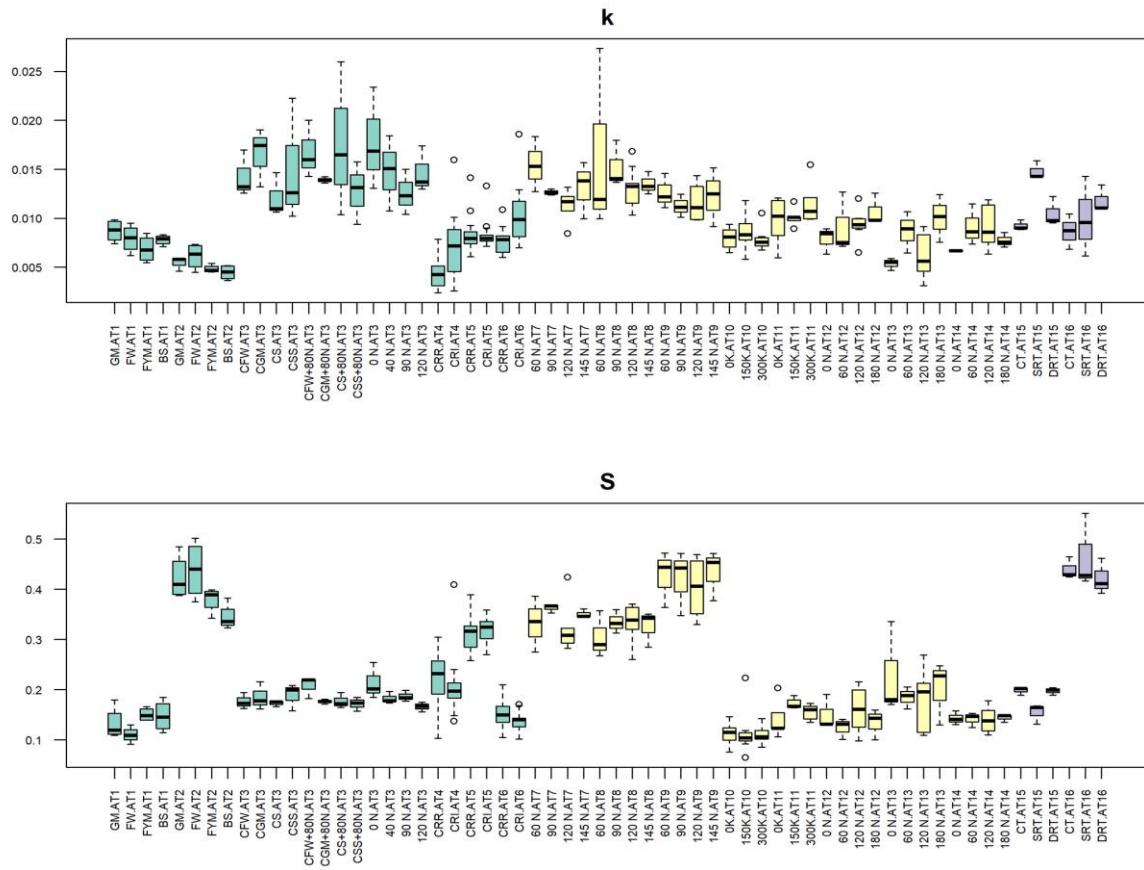 k
0.025
0.020
0.015
0.010
0.005
GM.AT1
FW.AT1
FYM.AT1
BS.AT1
GM.AT2
FW.AT2
FYM.AT2
BS.AT2
CFW.AT3
CGM.AT3
CS.AT3
CSS.AT3
CFW+80N.AT3
CGM+80N.AT3
CS+80N.AT3
CSS+80N.AT3
0 N.AT3
40 N.AT3
90 N.AT3
120 N.AT3
CRR.AT4
CRI.AT4
CRR.AT5
CRI.AT5
CRR.AT6
CRI.AT6
60 N.AT7
90 N.AT7
120 N.AT7
145 N.AT7
60 N.AT8
90 N.AT8
120 N.AT8
145 N.AT8
60 N.AT9
90 N.AT9
120 N.AT9
145 N.AT9
0K.AT10
150K.AT10
300K.AT10
0K.AT11
150K.AT11
300K.AT11
0 N.AT12
60 N.AT12
120 N.AT12
180 N.AT12
0 N.AT13
60 N.AT13
120 N.AT13
180 N.AT13
0 N.AT14
60 N.AT14
120 N.AT14
180 N.AT14
CT.AT15
SRT.AT15
DRT.AT15
CT.AT16
SRT.AT16
DRT.AT16
S
0.5
0.4
0.3
0.2
0.1
GM.AT1
FW.AT1
FYM.AT1
BS.AT1
GM.AT2
FW.AT2
FYM.AT2
BS.AT2
CFW.AT3
CGM.AT3
CS.AT3
CSS.AT3
CFW+80N.AT3
CGM+80N.AT3
CS+80N.AT3
CSS+80N.AT3
0 N.AT3
40 N.AT3
90 N.AT3
120 N.AT3
CRR.AT4
CRI.AT4
CRR.AT5
CRI.AT5
CRR.AT6
CRI.AT6
60 N.AT7
90 N.AT7
120 N.AT7
145 N.AT7
60 N.AT8
90 N.AT8
120 N.AT8
145 N.AT8
60 N.AT9
90 N.AT9
120 N.AT9
145 N.AT9
0K.AT10
150K.AT10
300K.AT10
0K.AT11
150K.AT11
300K.AT11
0 N.AT12
60 N.AT12
120 N.AT12
180 N.AT12
0 N.AT13
60 N.AT13
120 N.AT13
180 N.AT13
0 N.AT14
60 N.AT14
120 N.AT14
180 N.AT14
CT.AT15
SRT.AT15
DRT.AT15
CT.AT16
SRT.AT16
DRT.AT16